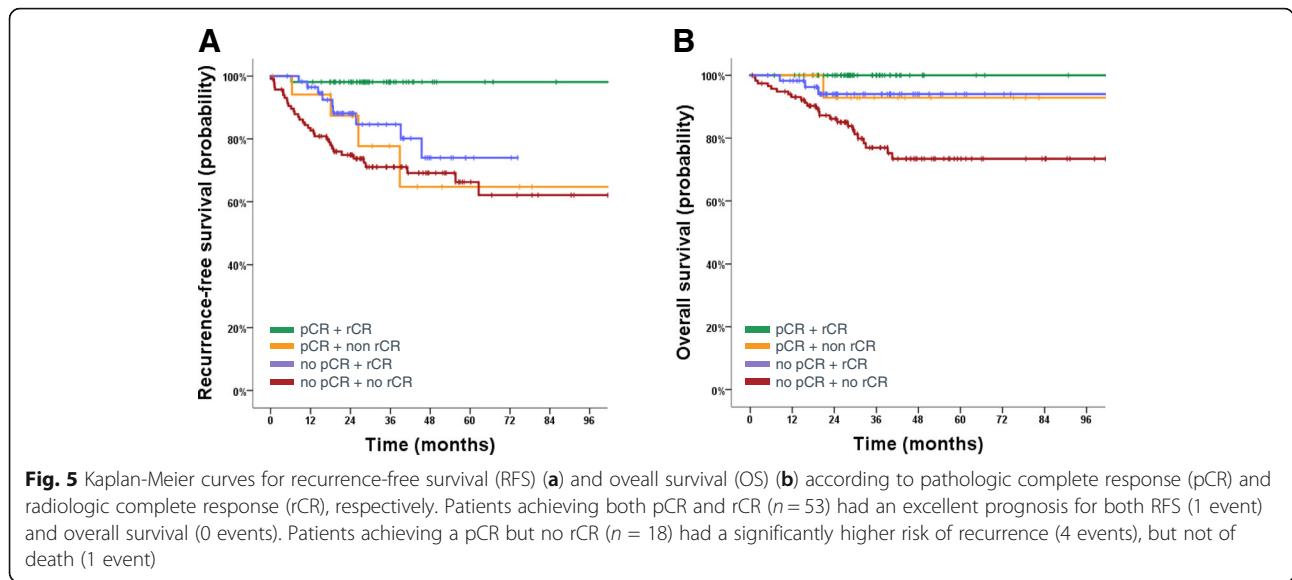 A
B
Recurrence-free survival (probability)
100%
80%
60%
40%
20%
0%
pCR + rCR
pCR + non rCR
no pCR + rCR
no pCR + no rCR
0 12 24 36 48 60 72 84 96
Time (months)
Overall survival (probability)
100%
80%
60%
40%
20%
0%
pCR + rCR
pCR + non rCR
no pCR + rCR
no pCR + no rCR
0 12 24 36 48 60 72 84 96
Time (months)
Fig. 5 Kaplan-Meier curves for recurrence-free survival (RFS) (a) and oveall survival (OS) (b) according to pathologic complete response (pCR) and
radiologic complete response (rCR), respectively. Patients achieving both pCR and rCR (n = 53) had an excellent prognosis for both RFS (1 event)
and overall survival (0 events). Patients achieving a pCR but no rCR (n = 18) had a significantly higher risk of recurrence (4 events), but not of
death (1 event)